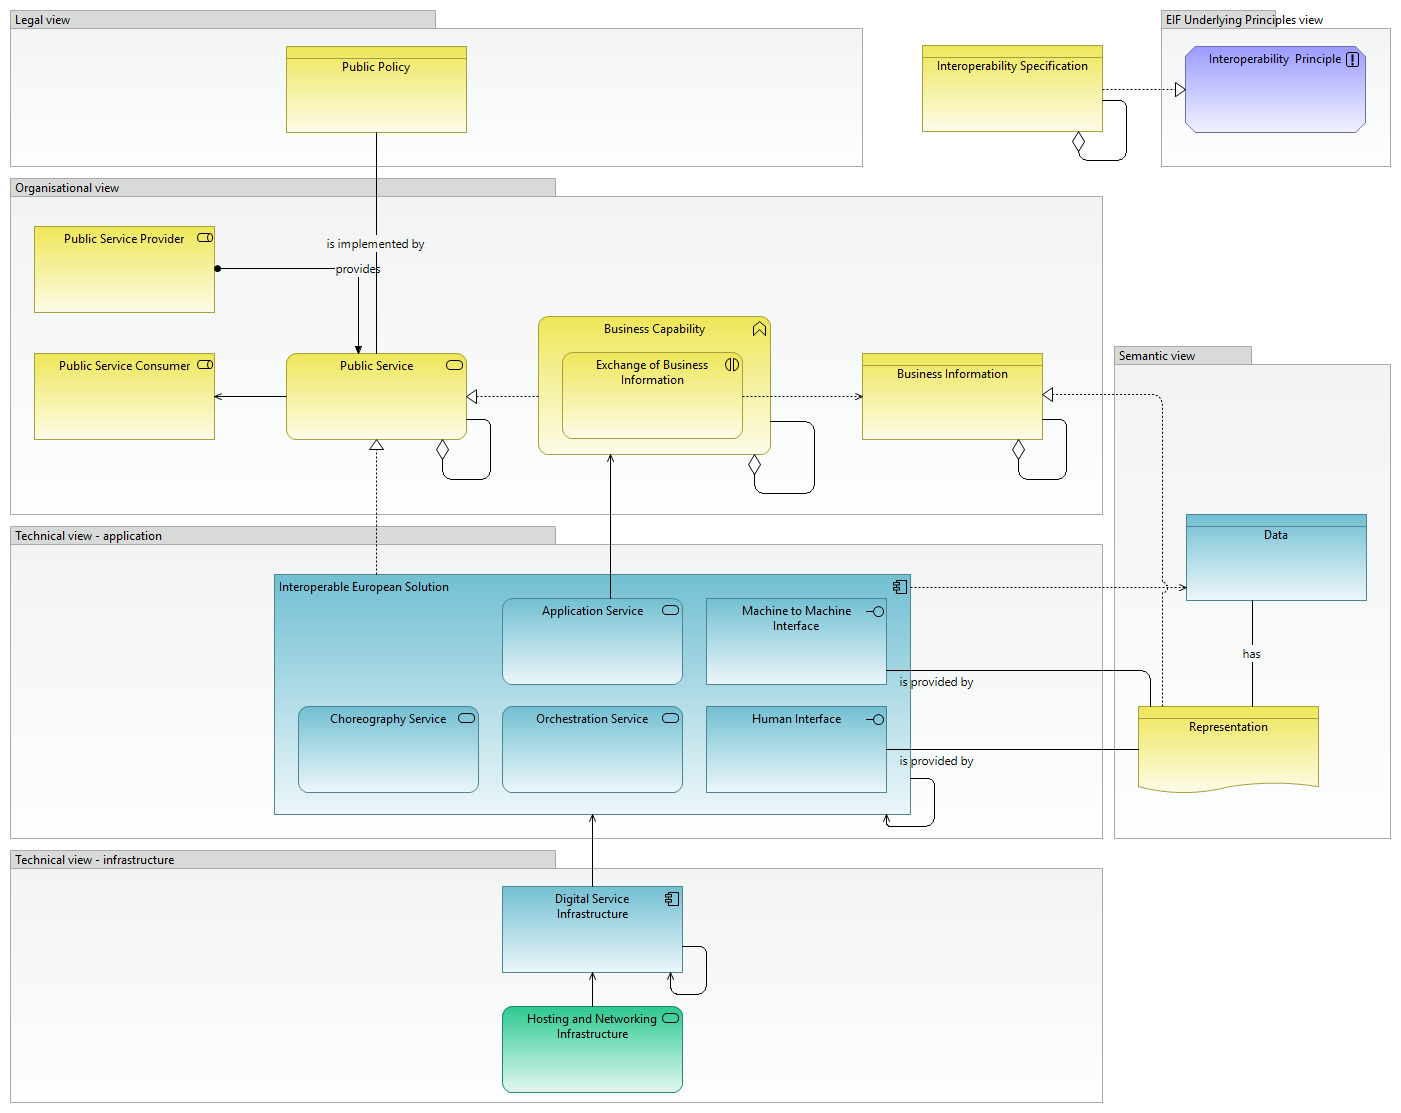 Legal view
EIF Underlying Principles view
Public Policy
Interoperability Specification
Interoperability  Principle
Organisational view
Public Service Provider
is implemented by
provides
Business Capability
Public Service Consumer
Public Service
Exchange of Business
Information
Business Information
Semantic view
Technical view - application
Data
Interoperable European Solution
Application Service
Machine to Machine
Interface
has
is provided by
Choreography Service
Orchestration Service
Human Interface
Representation
is provided by
Technical view - infrastructure
Digital Service
Infrastructure
Hosting and Networking
Infrastructure